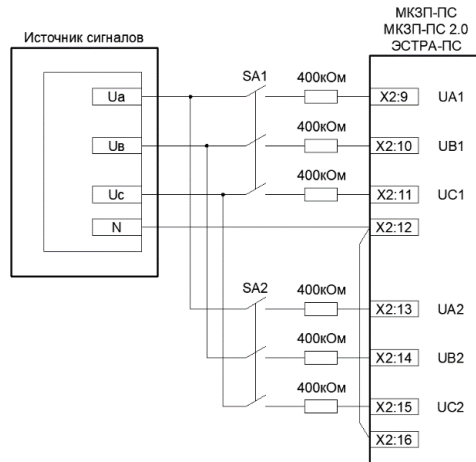 МКЗП-ПС
МКЗП-ПС 2.0
ЭСТРА-ПС
Источник сигналов
SA1
400кОм
Uа
X2:9
UA1
400кОм
Uв
X2:10
UB1
400кОм
Uс
X2:11
UC1
N
X2:12
SA2
400кОм
X2:13
UA2
400кОм
X2:14
UB2
400кОм
X2:15
UC2
X2:16